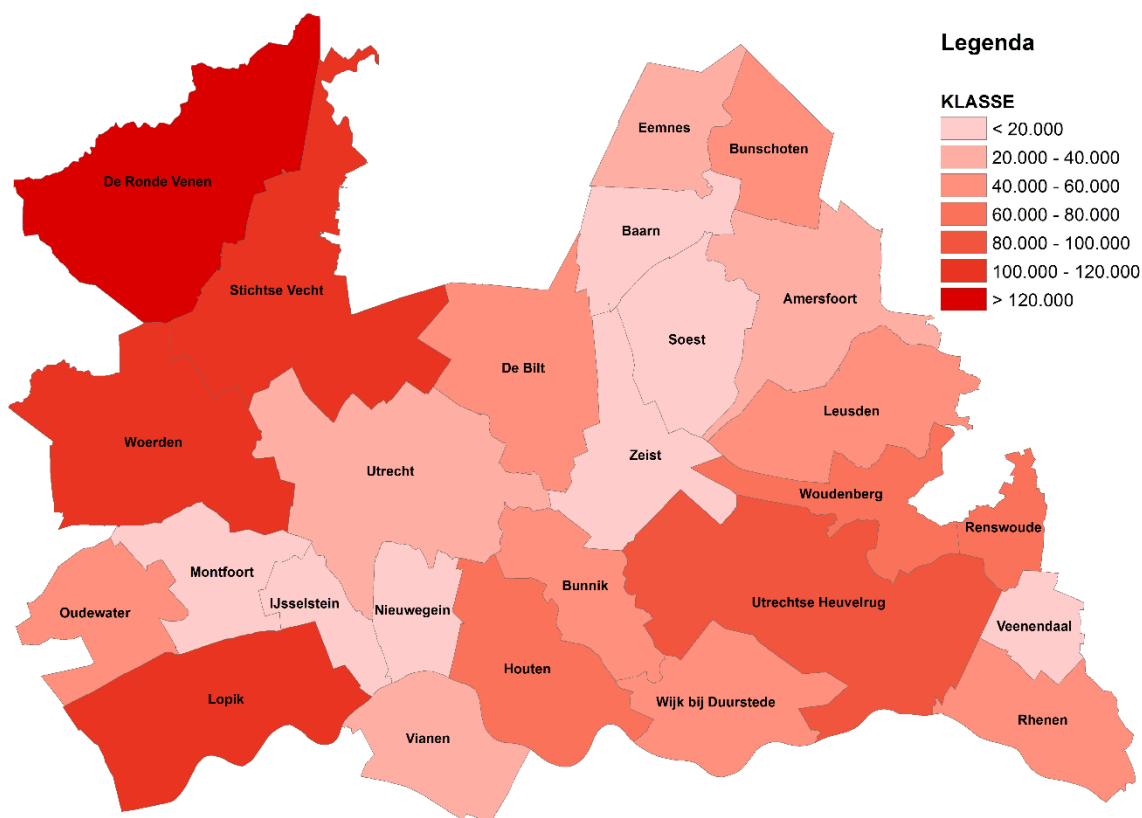 Legenda
KLASSE
< 20.000
20.000 - 40.000
40.000 - 60.000
60.000 - 80.000
80.000 - 100.000
100.000 - 120.000
> 120.000
Eemnes
Bunschoten
De Ronde Venen
Baarn
Stichtse Vecht
Amersfoort
Soest
De Bilt
Leusden
Woerden
Zeist
Utrecht
Woudenberg
Renswoude
Montfoort
Bunnik
IJsselstein
Nieuwegein
Utrechtse Heuvelrug
Oudewater
Veenendaal
Houten
Lopik
Wijk bij Duurstede
Rhenen
Vianen